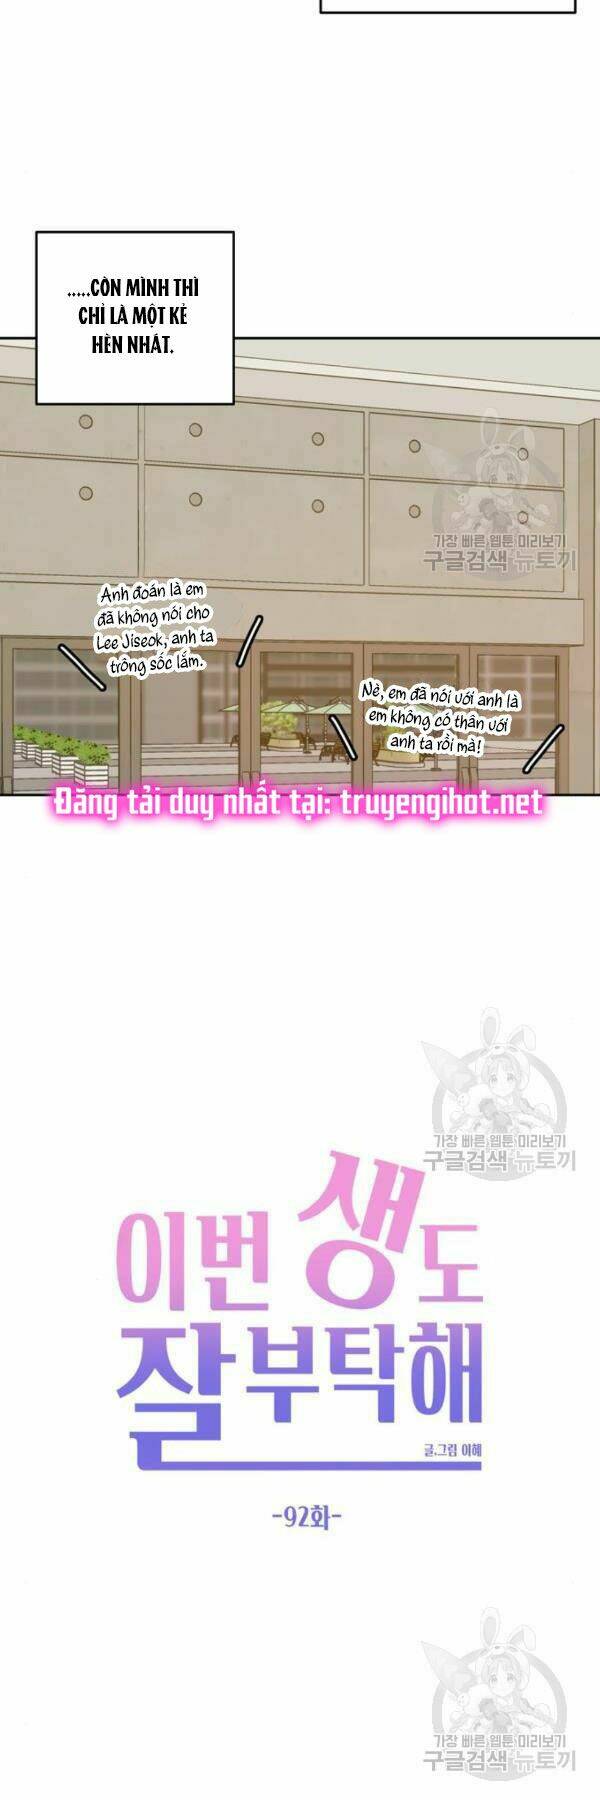 .....CÒN MÌNH THÌ
CHỈ LÀ MỘT KẺ
HÈN NHÁT.
가장 빠른 웹툰 미리보기
구글검색 뉴토끼
Anh đoán là em
đã không nói cho
Lee Jiseok, anh ta
trông sốc lắm.
Nè, em đã nói với anh là
em không có thân với
anh ta rồi mà!
Đăng tải duy nhất tại: truyengihot.net
가장 빠른 웹툰 미리보기
구글검색 뉴토끼
이번 생도
잘 부탁해
글,그림 이혜
-92화-
가장 빠른 웹툰 미리보기
구글검색 뉴토끼